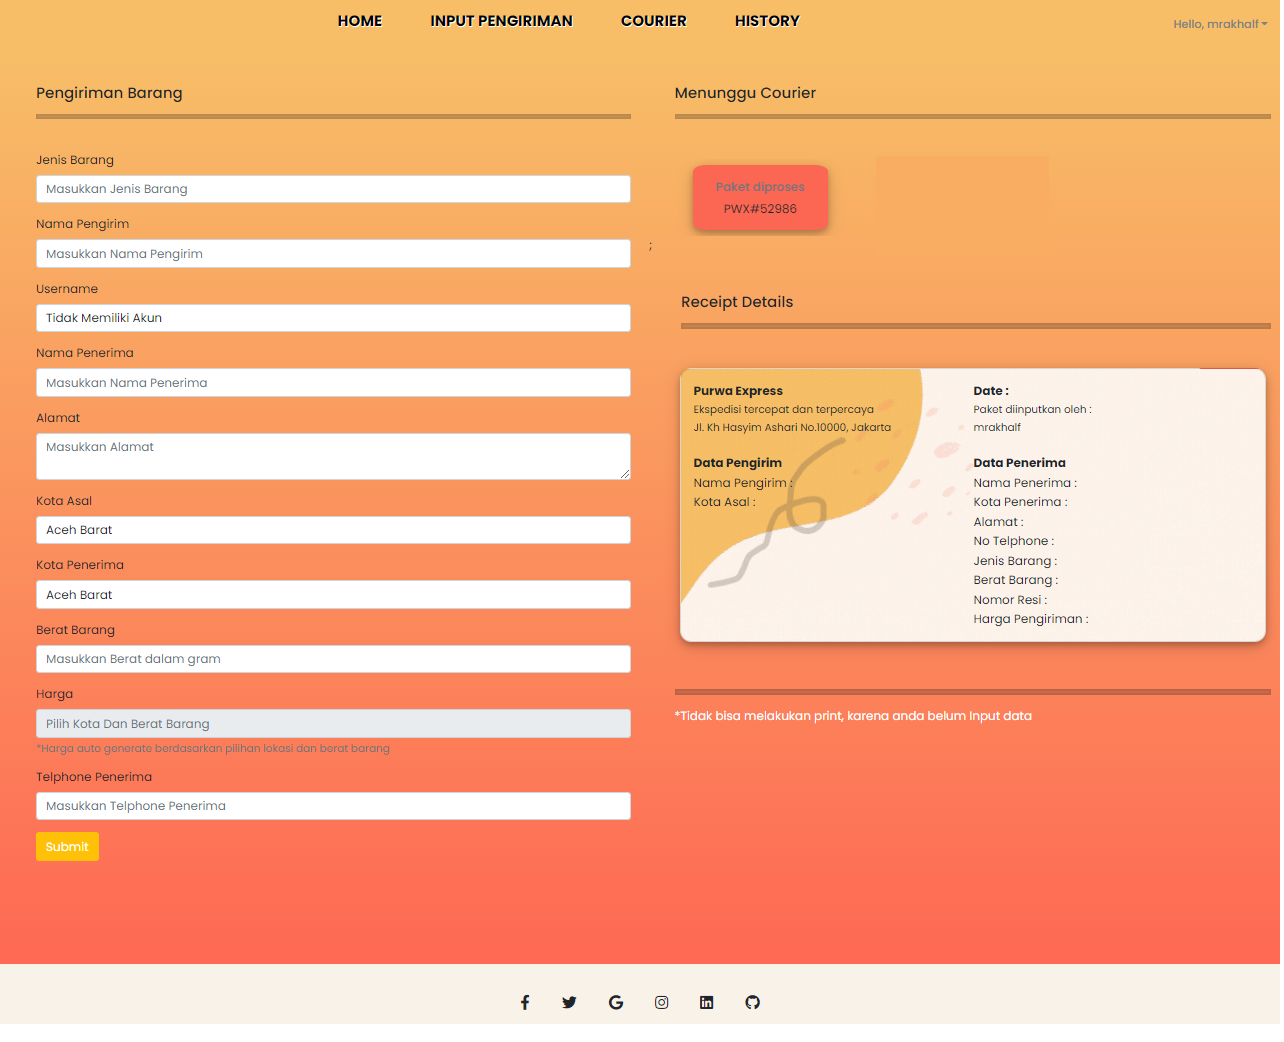 HOME
INPUT PENGIRIMAN
COURIER
HISTORY
Hello, mrakhalf
Pengiriman Barang
Jenis Barang
Masukkan Jenis Barang
Nama Pengirim
Masukkan Nama Pengirim
Username
Tidak Memiliki Akun
Nama Penerima
Masukkan Nama Penerima
Alamat
Masukkan Alamat
Kota Asal
Aceh Barat
Kota Penerima
Aceh Barat
Berat Barang
Masukkan Berat dalam gram
Harga
Pilih Kota Dan Berat Barang
*Harga auto generate berdasarkan pilihan lokasi dan berat barang
Telphone Penerima
Masukkan Telphone Penerima
Submit
;
Menunggu Courier
Paket diproses
PWX#52986
Receipt Details
Purwa Express
Ekspedisi tercepat dan terpercaya
Jl. Kh Hasyim Ashari No.10000, Jakarta
Data Pengirim
Nama Pengirim :
Kota Asal :
Date :
Paket diinputkan oleh :
mrakhalf
Data Penerima
Nama Penerima :
Kota Penerima :
Alamat :
No Telphone :
Jenis Barang :
Berat Barang :
Nomor Resi :
Harga Pengiriman :
*Tidak bisa melakukan print, karena anda belum Input data